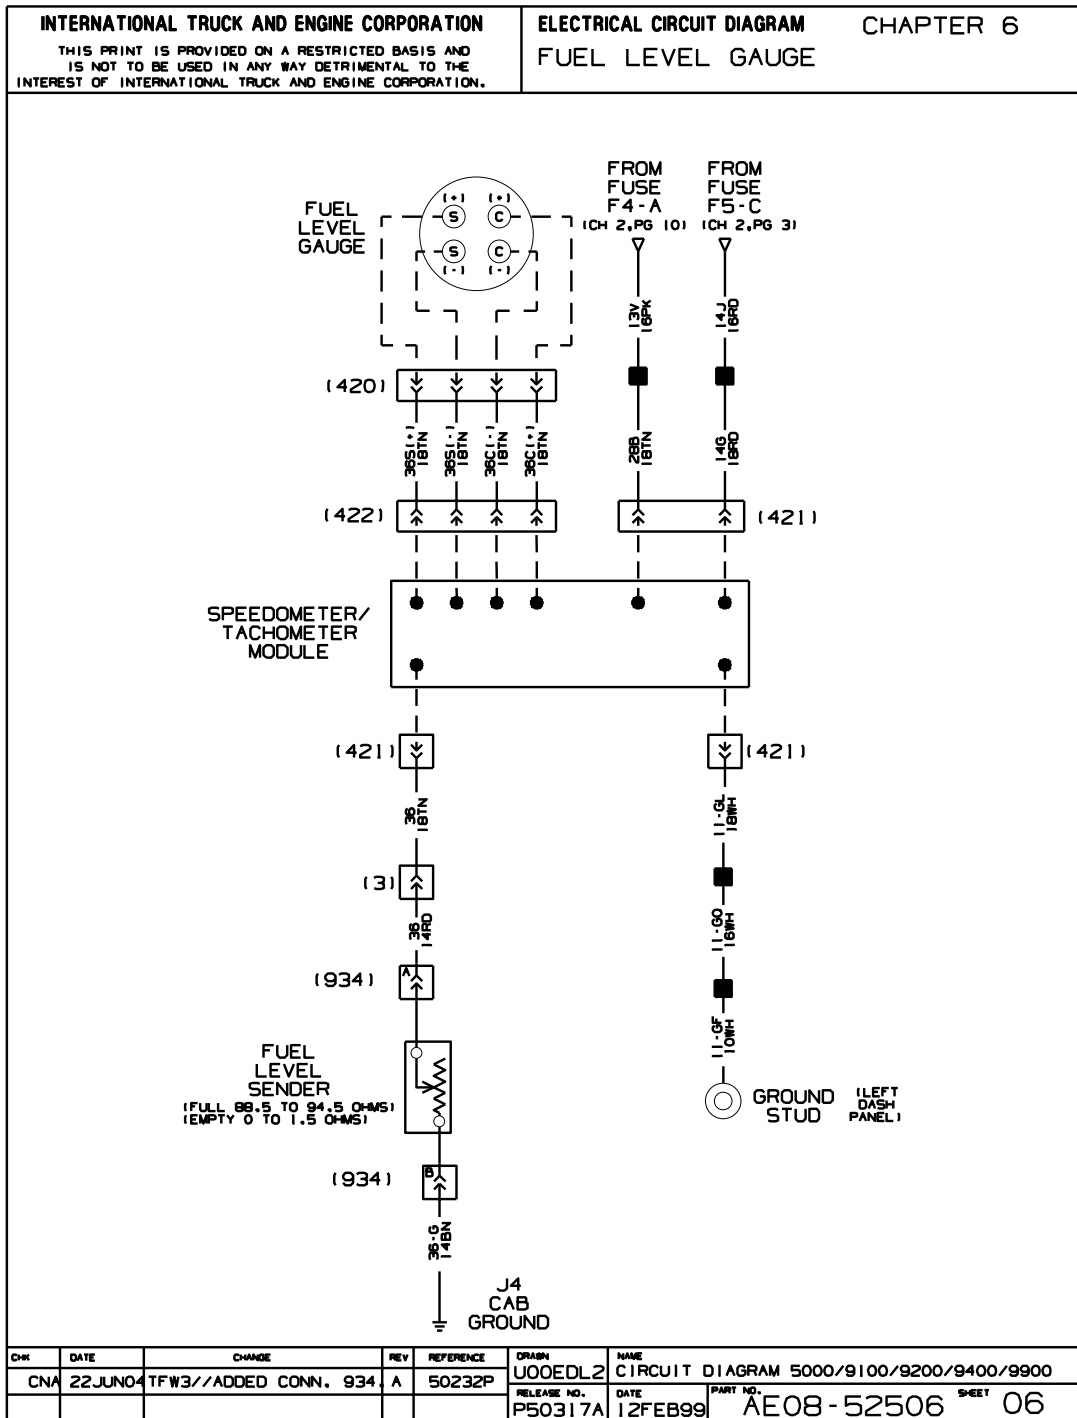 INTERNATIONAL TRUCK AND ENGINE CORPORATION
THIS PRINT IS PROVIDED ON A RESTRICTED BASIS AND
IS NOT TO BE USED IN ANY WAY DETRIMENTAL TO THE
INTEREST OF INTERNATIONAL TRUCK AND ENGINE CORPORATION.
ELECTRICAL CIRCUIT DIAGRAM
CHAPTER 6
FUEL LEVEL GAUGE
FUEL
LEVEL
GAUGE
(+) (+)
S C
S C
(-) (-)
FROM
FUSE
F4-A
(CH 2,PG 10)
FROM
FUSE
F5-C
(CH 2,PG 3)
13V
16PK
14J
16RD
(420)
36S(+)
18TN
36S(-)
18TN
36C(-)
18TN
36C(+)
18TN
28B
18TN
14G
18RD
(422)
(421)
SPEEDOMETER/
TACHOMETER
MODULE
(421)
(421)
36
18TN
11-GL
18WH
(3)
36
14RD
11-GO
16WH
(934)
A
11-GF
10WH
FUEL
LEVEL
SENDER
(FULL 88.5 TO 94.5 OHMS)
(EMPTY 0 TO 1.5 OHMS)
GROUND
STUD
(LEFT
DASH
PANEL)
(934)
B
36-G
14BN
J4
CAB
GROUND
CHK DATE CHANGE REV REFERENCE
CNA 22JUN04 TFW3//ADDED CONN. 934. A 50232P
DRAWN
U00EDL2
NAME
CIRCUIT DIAGRAM 5000/9100/9200/9400/9900
RELEASE NO.
P50317A
DATE
12FEB99
PART NO.
AE08-52506
SHEET
06